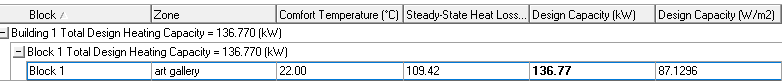 Block Zone Comfort Temperature (°C) Steady-State Heat Loss... Design Capacity (kW) Design Capacity (W/m2)
Building 1 Total Design Heating Capacity = 136.770 (kW)
Block 1 Total Design Heating Capacity = 136.770 (kW)
Block 1 art gallery 22.00 109.42 136.77 87.1296